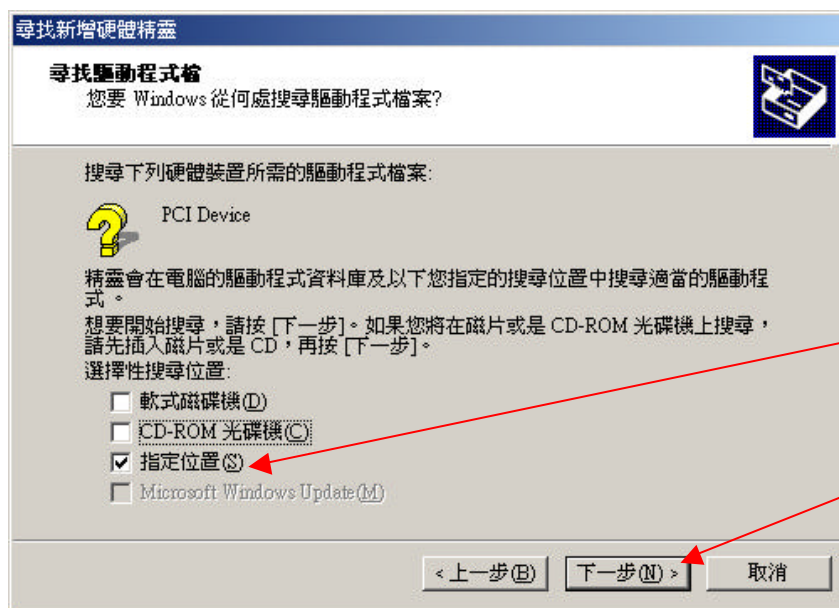 尋找新增硬體精靈
尋找驅動程式檔
您要 Windows 從何處搜尋驅動程式檔案?
搜尋下列硬體裝置所需的驅動程式檔案:
PCI Device
精靈會在電腦的驅動程式資料庫及以下您指定的搜尋位置中搜尋適當的驅動程
式。
想要開始搜尋，請按 [下一步]。如果您將在磁片或是 CD-ROM 光碟機上搜尋，
請先插入磁片或是 CD，再按 [下一步]。
選擇性搜尋位置:
軟式磁碟機(D)
CD-ROM 光碟機(C)
指定位置(S)
Microsoft Windows Update(M)
<上一步(B) 下一步(N)> 取消